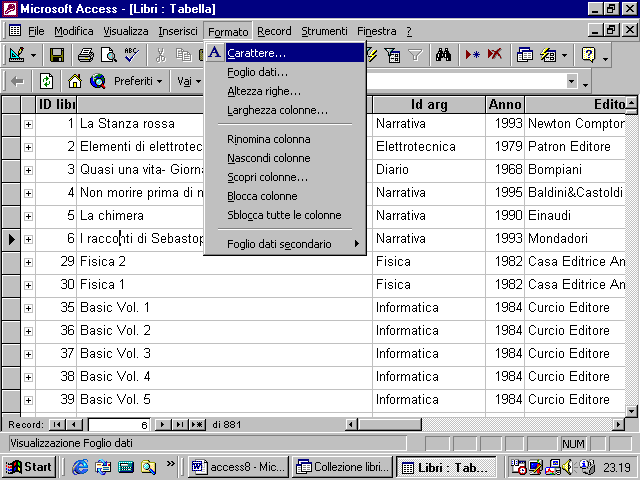 Microsoft Access - [Libri : Tabella]
File Modifica Visualizza Inserisci Formato Record Strumenti Finestra ?
Preferiti Vai
Carattere...
Foglio dati...
Altezza righe...
Larghezza colonne...
Rinomina colonna
Nascondi colonne
Scopri colonne...
Blocca colonne
Sblocca tutte le colonne
Foglio dati secondario
ID libr Id arg Anno Edito
1 La Stanza rossa Narrativa 1993 Newton Compton
2 Elementi di elettrotec Elettrotecnica 1979 Patron Editore
3 Quasi una vita- Giorna Diario 1968 Bompiani
4 Non morire prima di m Narrativa 1995 Baldini&Castoldi
5 La chimera Narrativa 1990 Einaudi
6 I racconti di Sebastop Narrativa 1993 Mondadori
29 Fisica 2 Fisica 1982 Casa Editrice Am
30 Fisica 1 Fisica 1982 Casa Editrice Am
35 Basic Vol. 1 Informatica 1984 Curcio Editore
36 Basic Vol. 2 Informatica 1984 Curcio Editore
37 Basic Vol. 3 Informatica 1984 Curcio Editore
38 Basic Vol. 4 Informatica 1984 Curcio Editore
39 Basic Vol. 5 Informatica 1984 Curcio Editore
Record: 6 di 881
Visualizzazione Foglio dati NUM
Start access8 - Mic... Collezione libri... Libri : Tab... 23.19